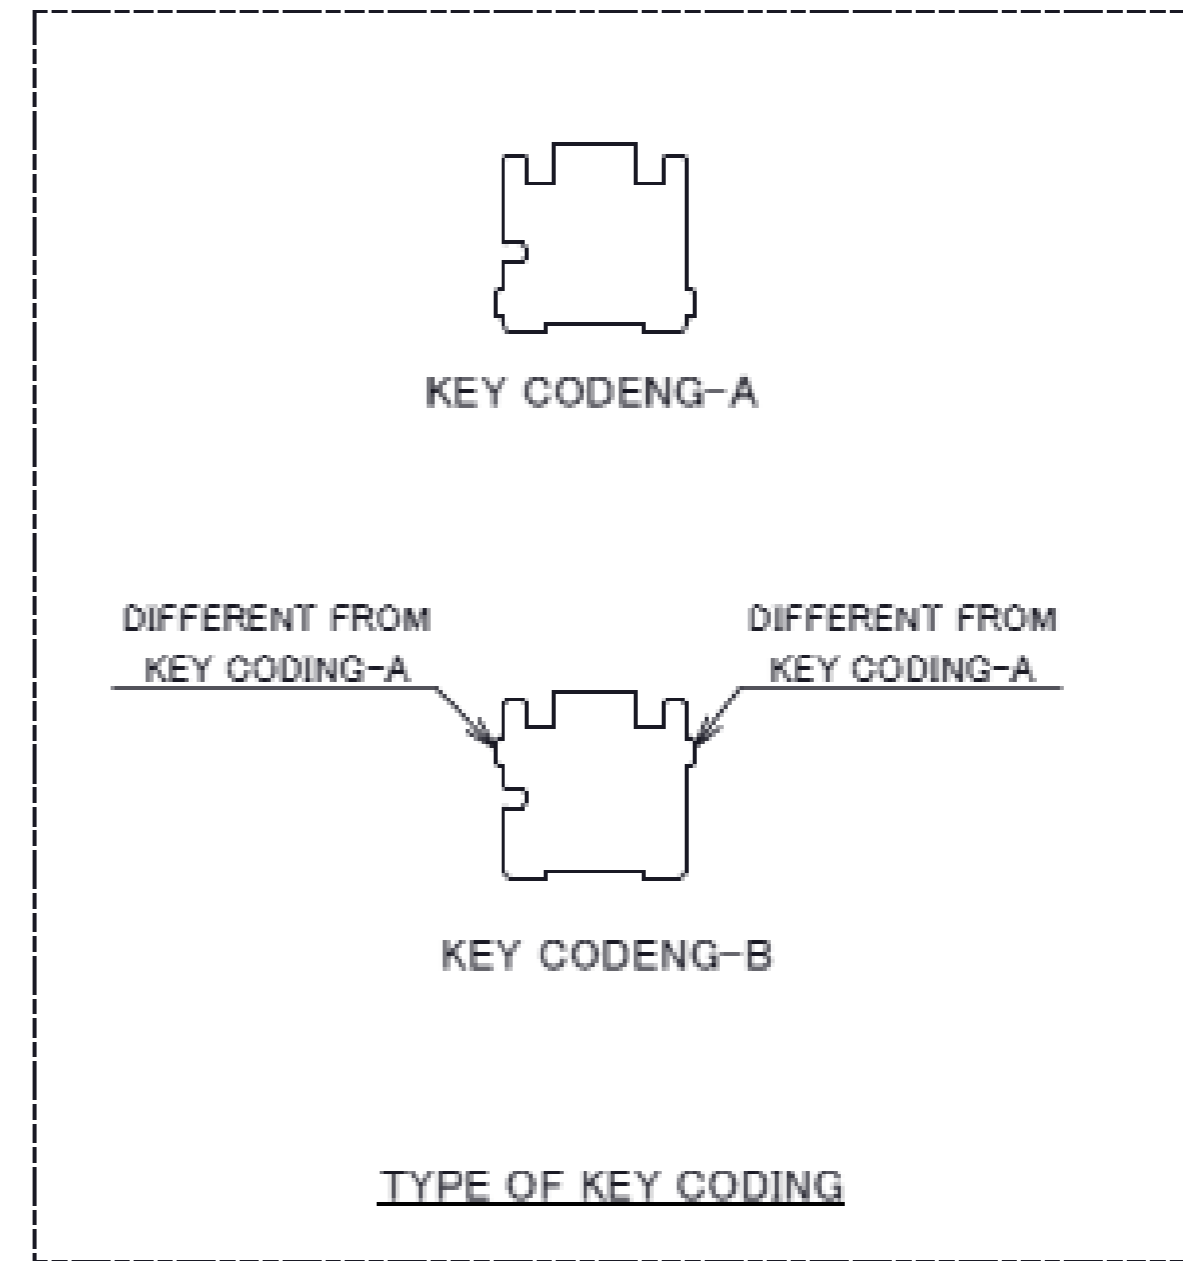 KEY CODENG-A
DIFFERENT FROM
KEY CODING-A
DIFFERENT FROM
KEY CODING-A
KEY CODENG-B
TYPE OF KEY CODING